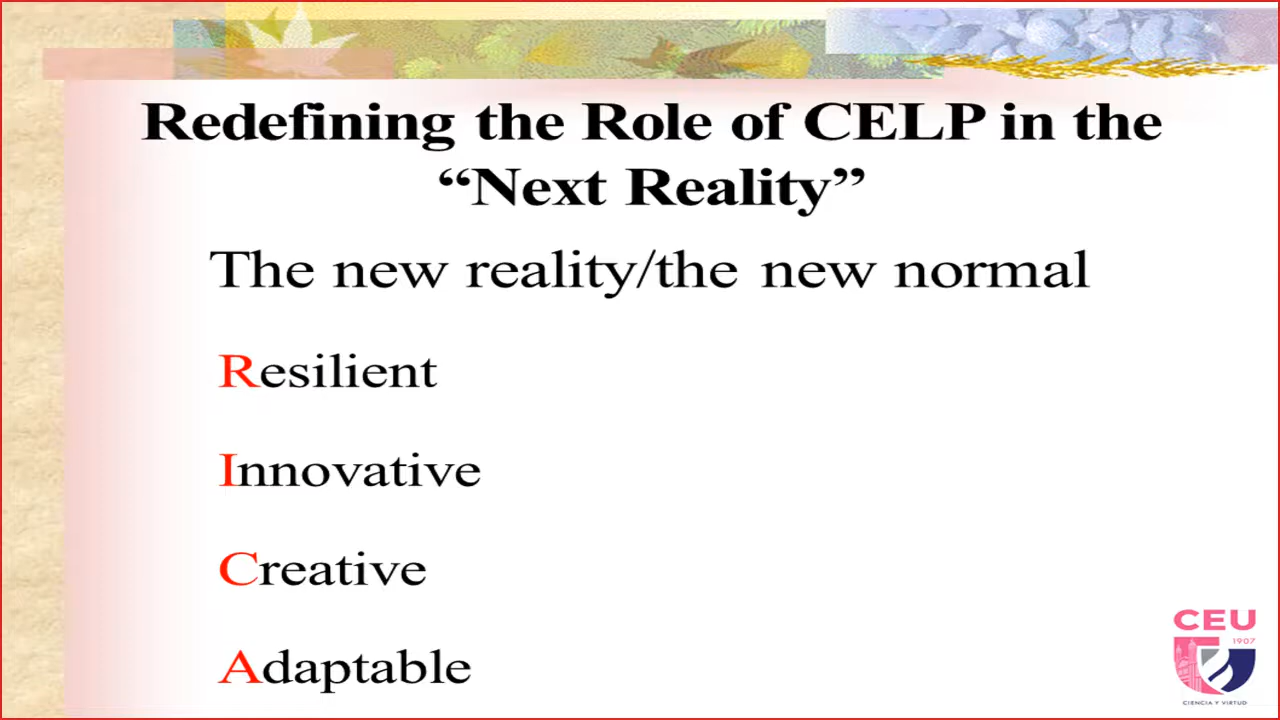 Redefining the Role of CELP in the
“Next Reality”
The new reality/the new normal
Resilient
Innovative
Creative
Adaptable
CEU
1907
CIENCIA Y VIRTUD